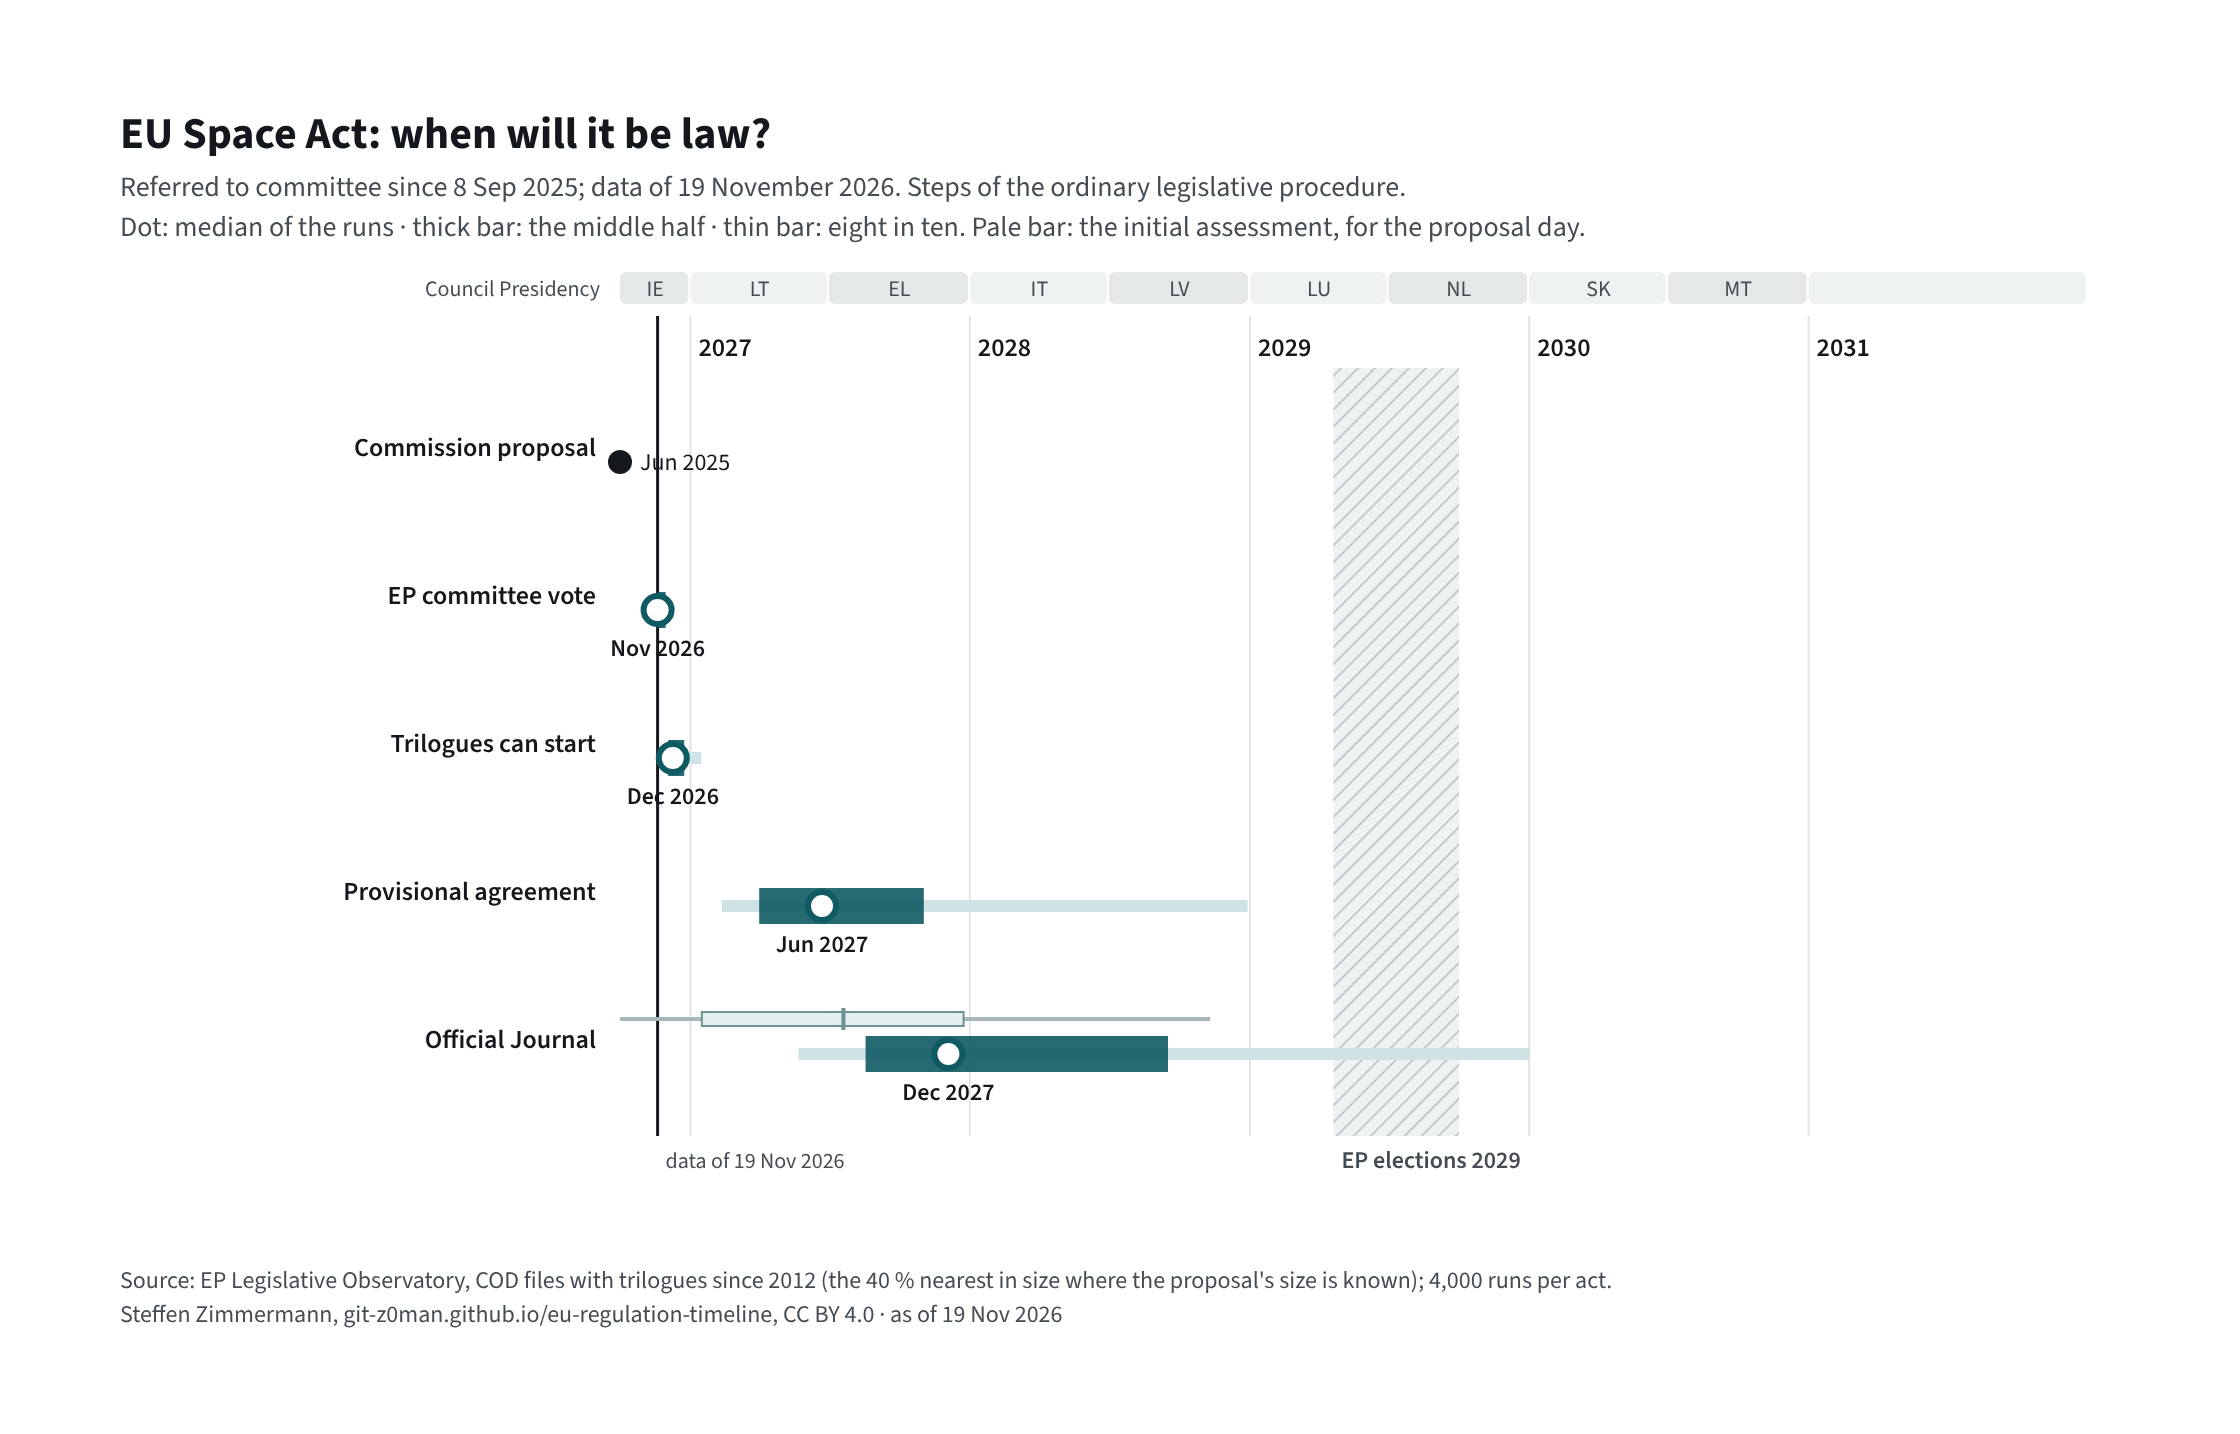 EU Space Act: when will it be law?
Referred to committee since 8 Sep 2025; data of 19 November 2026. Steps of the ordinary legislative procedure.
Dot: median of the runs · thick bar: the middle half · thin bar: eight in ten. Pale bar: the initial assessment, for the proposal day.
Council Presidency IE LT EL IT LV LU NL SK MT
2027 2028 2029 2030 2031
Commission proposal
Jun 2025
EP committee vote
Nov 2026
Trilogues can start
Dec 2026
Provisional agreement
Jun 2027
Official Journal
Dec 2027
data of 19 Nov 2026 EP elections 2029
Source: EP Legislative Observatory, COD files with trilogues since 2012 (the 40 % nearest in size where the proposal's size is known); 4,000 runs per act.
Steffen Zimmermann, git-z0man.github.io/eu-regulation-timeline, CC BY 4.0 · as of 19 Nov 2026